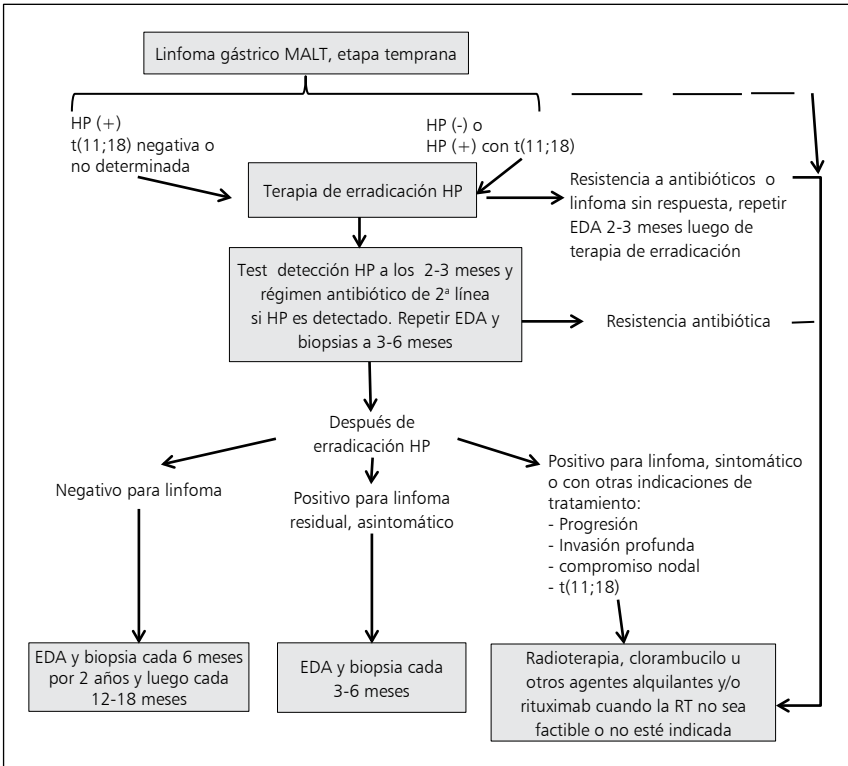 Linfoma gástrico MALT, etapa temprana
HP (+)
t(11;18) negativa o
no determinada
HP (-) o
HP (+) con t(11;18)
Terapia de erradicación HP
Resistencia a antibióticos o
linfoma sin respuesta, repetir
EDA 2-3 meses luego de
terapia de erradicación
Test detección HP a los 2-3 meses y
régimen antibiótico de 2ª línea
si HP es detectado. Repetir EDA y
biopsias a 3-6 meses
Resistencia antibiótica
Después de
erradicación HP
Negativo para linfoma
Positivo para linfoma
residual, asintomático
Positivo para linfoma, sintomático
o con otras indicaciones de
tratamiento:
- Progresión
- Invasión profunda
- compromiso nodal
- t(11;18)
EDA y biopsia cada 6 meses
por 2 años y luego cada
12-18 meses
EDA y biopsia cada
3-6 meses
Radioterapia, clorambucilo u
otros agentes alquilantes y/o
rituximab cuando la RT no sea
factible o no esté indicada